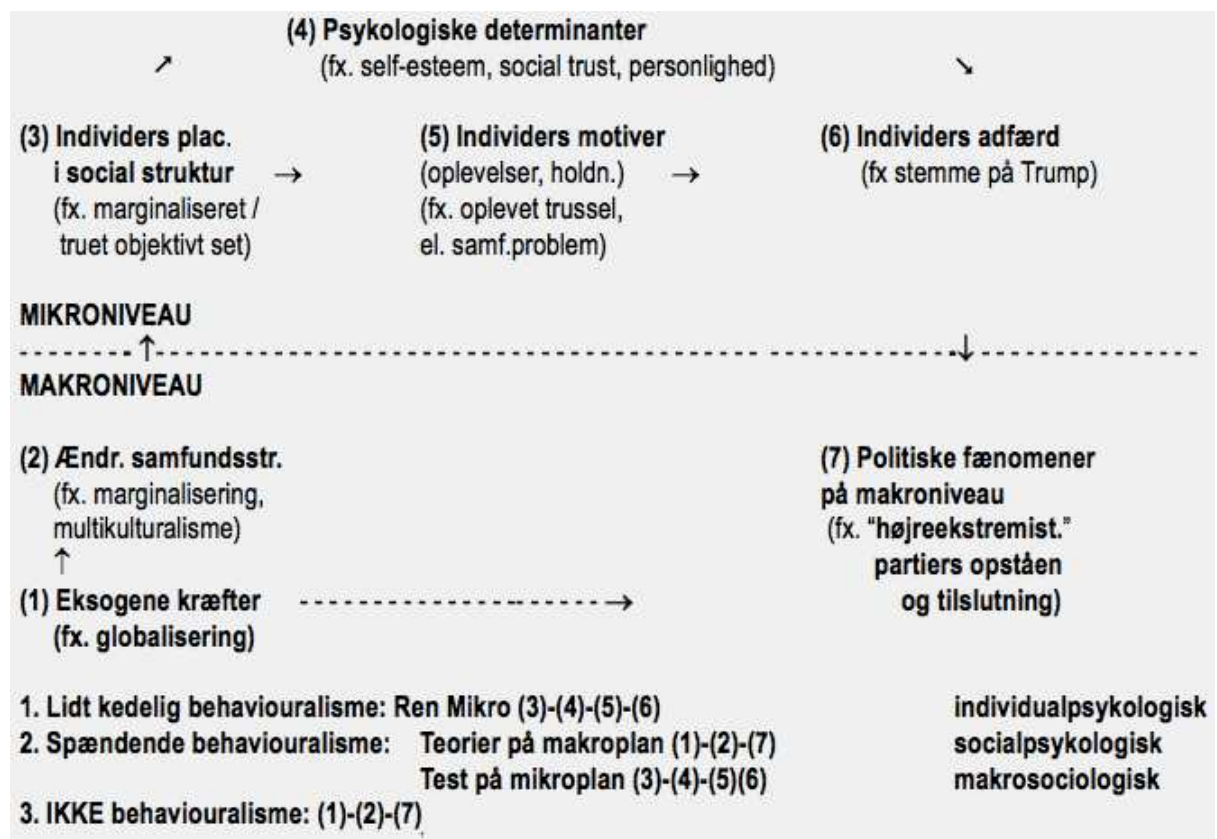 (4) Psykologiske determinanter
↗ (fx. self-esteem, social trust, personlighed) ↘
(3) Individers plac. (5) Individers motiver (6) Individers adfærd
i social struktur → (oplevelser, holdn.) → (fx stemme på Trump)
(fx. marginaliseret / (fx. oplevet trussel,
truet objektivt set) el. samf.problem)
MIKRONIVEAU
- - - - - - - - ↑- - - - - - - - - - - - - - - - - - - - - - - - - - - - - - - - - - - - - - - - - - - - - - - - - - - -↓- - - - - - - - - - - - - -
MAKRONIVEAU
(2) Ændr. samfundsstr. (7) Politiske fænomener
(fx. marginalisering, på makroniveau
multikulturalisme) (fx. "højreekstremist."
↑ partiers opståen
(1) Eksogene kræfter - - - - - - - - - - - - - - - - - - - - - → og tilslutning)
(fx. globalisering)
1. Lidt kedelig behaviouralisme: Ren Mikro (3)-(4)-(5)-(6) individualpsykologisk
2. Spændende behaviouralisme: Teorier på makroplan (1)-(2)-(7) socialpsykologisk
Test på mikroplan (3)-(4)-(5)(6) makrosociologisk
3. IKKE behaviouralisme: (1)-(2)-(7)